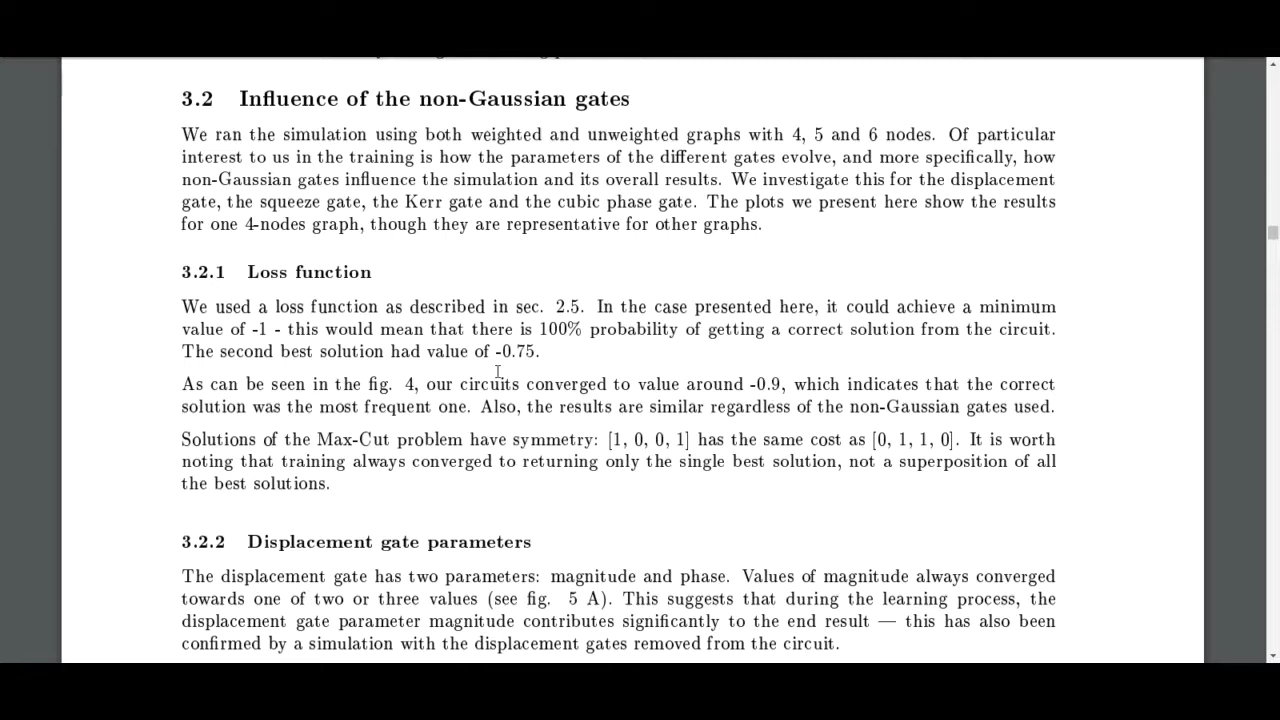 3.2 Influence of the non-Gaussian gates
We ran the simulation using both weighted and unweighted graphs with 4, 5 and 6 nodes. Of particular
interest to us in the training is how the parameters of the different gates evolve, and more specifically, how
non-Gaussian gates influence the simulation and its overall results. We investigate this for the displacement
gate, the squeeze gate, the Kerr gate and the cubic phase gate. The plots we present here show the results
for one 4-nodes graph, though they are representative for other graphs.
3.2.1 Loss function
We used a loss function as described in sec. 2.5. In the case presented here, it could achieve a minimum
value of -1 - this would mean that there is 100% probability of getting a correct solution from the circuit.
The second best solution had value of -0.75.
As can be seen in the fig. 4, our circuits converged to value around -0.9, which indicates that the correct
solution was the most frequent one. Also, the results are similar regardless of the non-Gaussian gates used.
Solutions of the Max-Cut problem have symmetry: [1, 0, 0, 1] has the same cost as [0, 1, 1, 0]. It is worth
noting that training always converged to returning only the single best solution, not a superposition of all
the best solutions.
3.2.2 Displacement gate parameters
The displacement gate has two parameters: magnitude and phase. Values of magnitude always converged
towards one of two or three values (see fig. 5 A). This suggests that during the learning process, the
displacement gate parameter magnitude contributes significantly to the end result — this has also been
confirmed by a simulation with the displacement gates removed from the circuit.